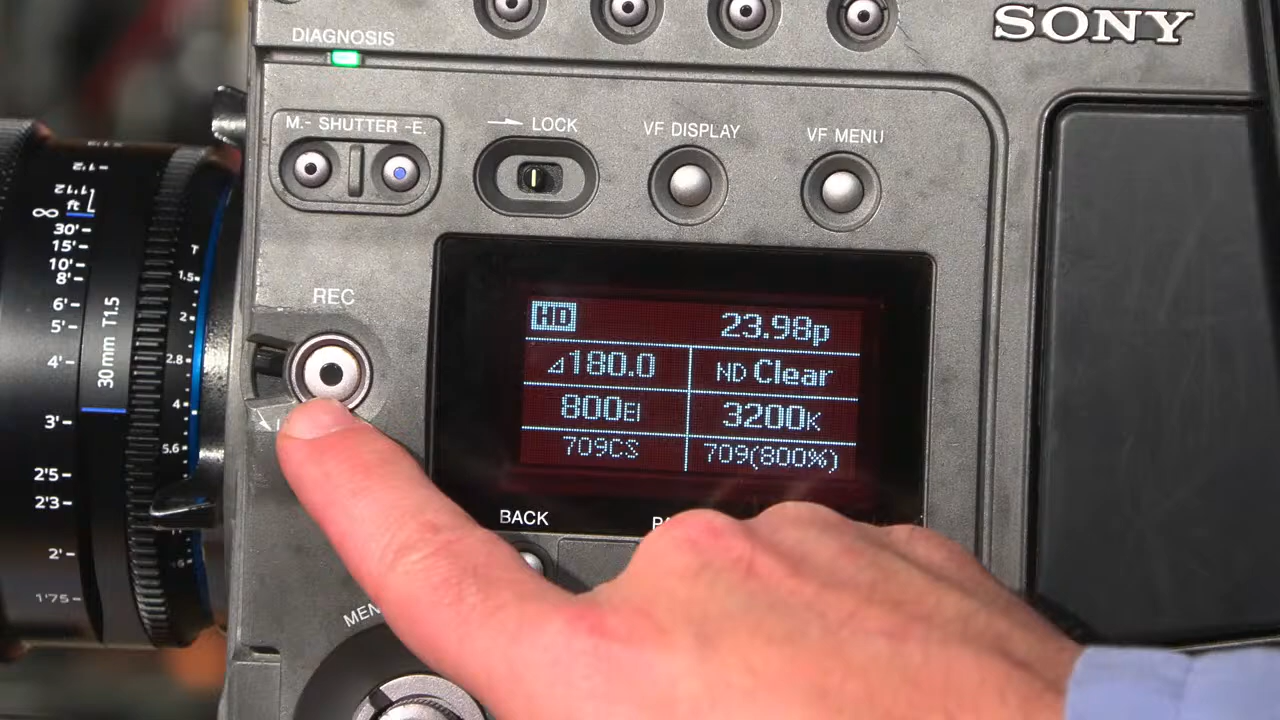 SONY
DIAGNOSIS
M.- SHUTTER -E.
LOCK
VF DISPLAY
VF MENU
REC
HD
23.98p
⊿180.0
ND Clear
800EI
3200K
709CS
709(800%)
BACK
ft
∞
30'
15'
10'
8'
6'
5'
4'
3'
2'5
2'3
2'
1'75
30mm T1.5
T
1.5
2
2.8
4
5.6